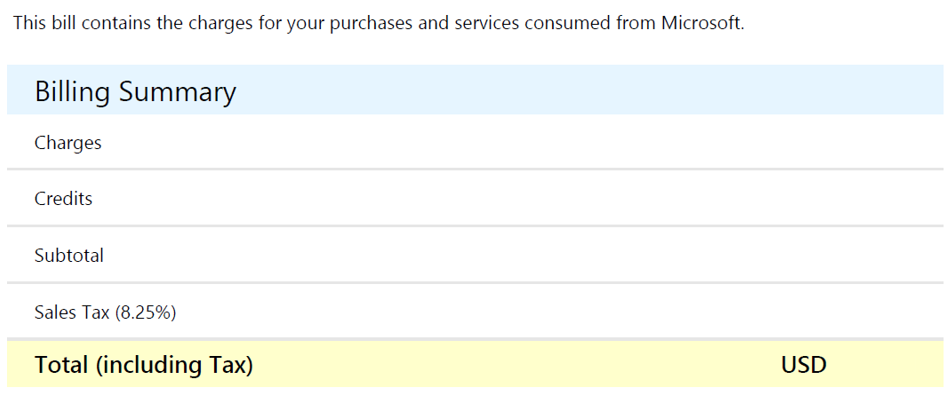 This bill contains the charges for your purchases and services consumed from Microsoft.
Billing Summary
Charges
Credits
Subtotal
Sales Tax (8.25%)
Total (including Tax) USD